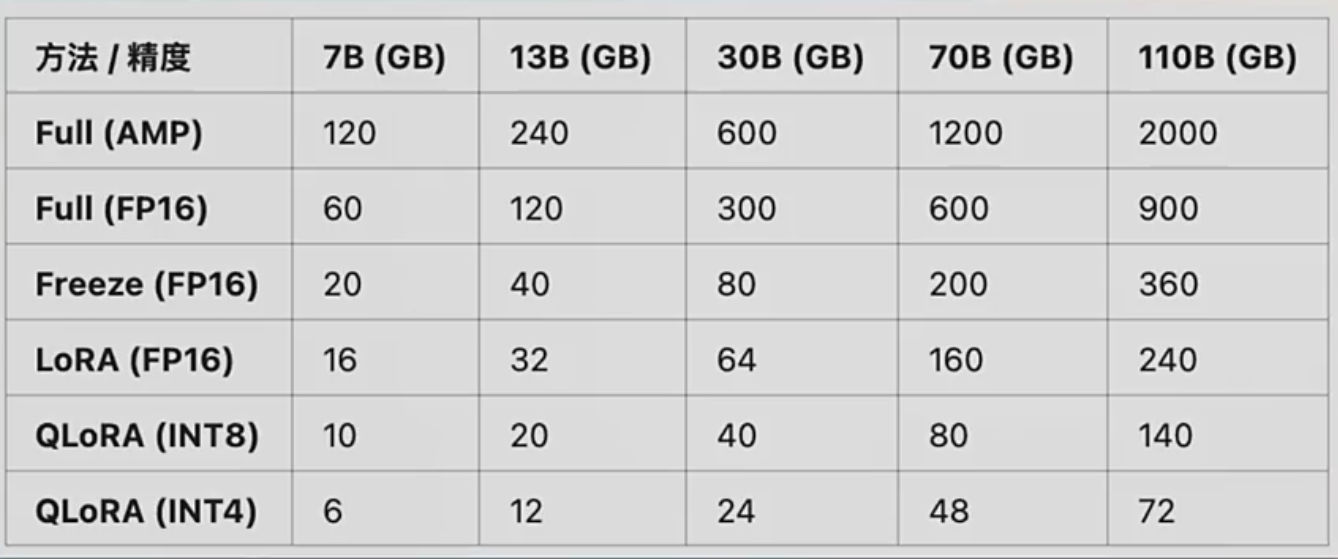 方法 / 精度 7B (GB) 13B (GB) 30B (GB) 70B (GB) 110B (GB)
Full (AMP) 120 240 600 1200 2000
Full (FP16) 60 120 300 600 900
Freeze (FP16) 20 40 80 200 360
LoRA (FP16) 16 32 64 160 240
QLoRA (INT8) 10 20 40 80 140
QLoRA (INT4) 6 12 24 48 72